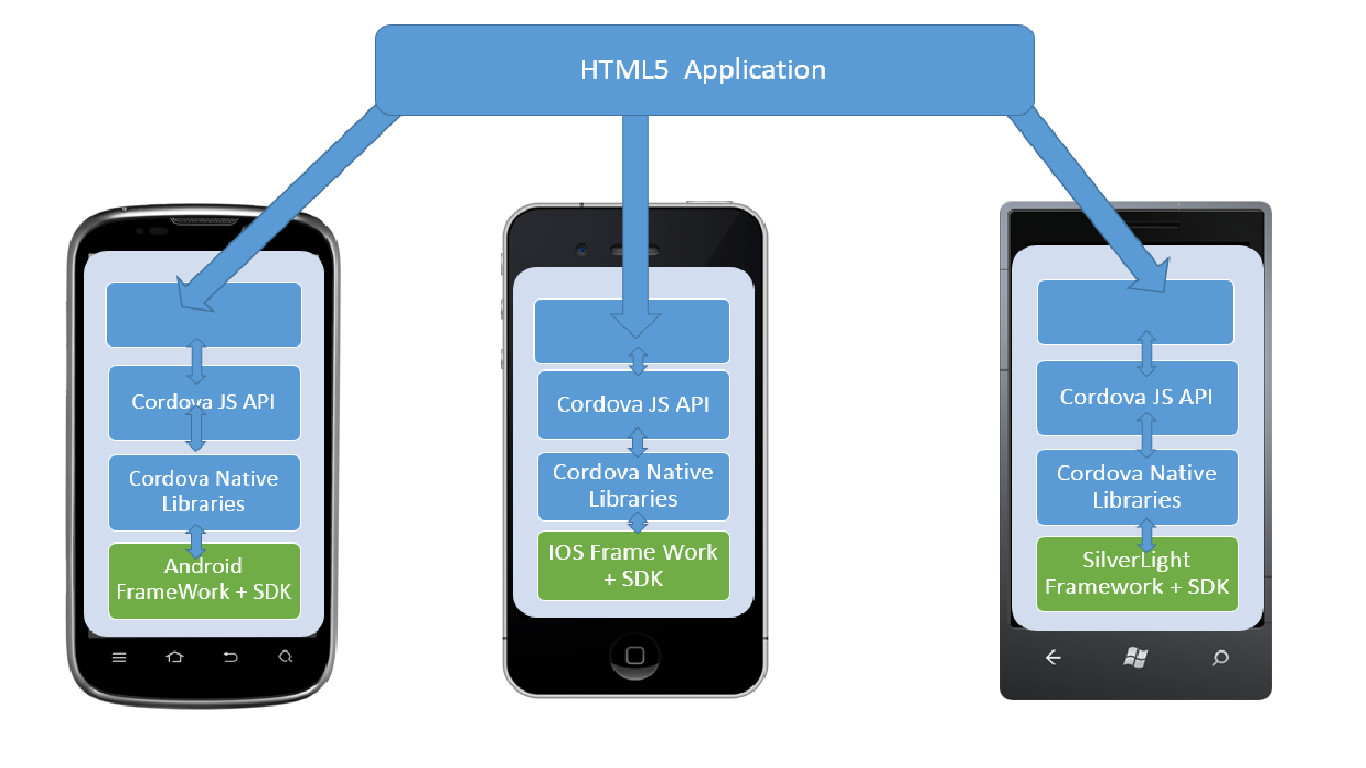 HTML5 Application
Cordova JS API
Cordova Native
Libraries
Android
FrameWork + SDK
Cordova JS API
Cordova Native
Libraries
IOS Frame Work
+ SDK
Cordova JS API
Cordova Native
Libraries
SilverLight
Framework + SDK